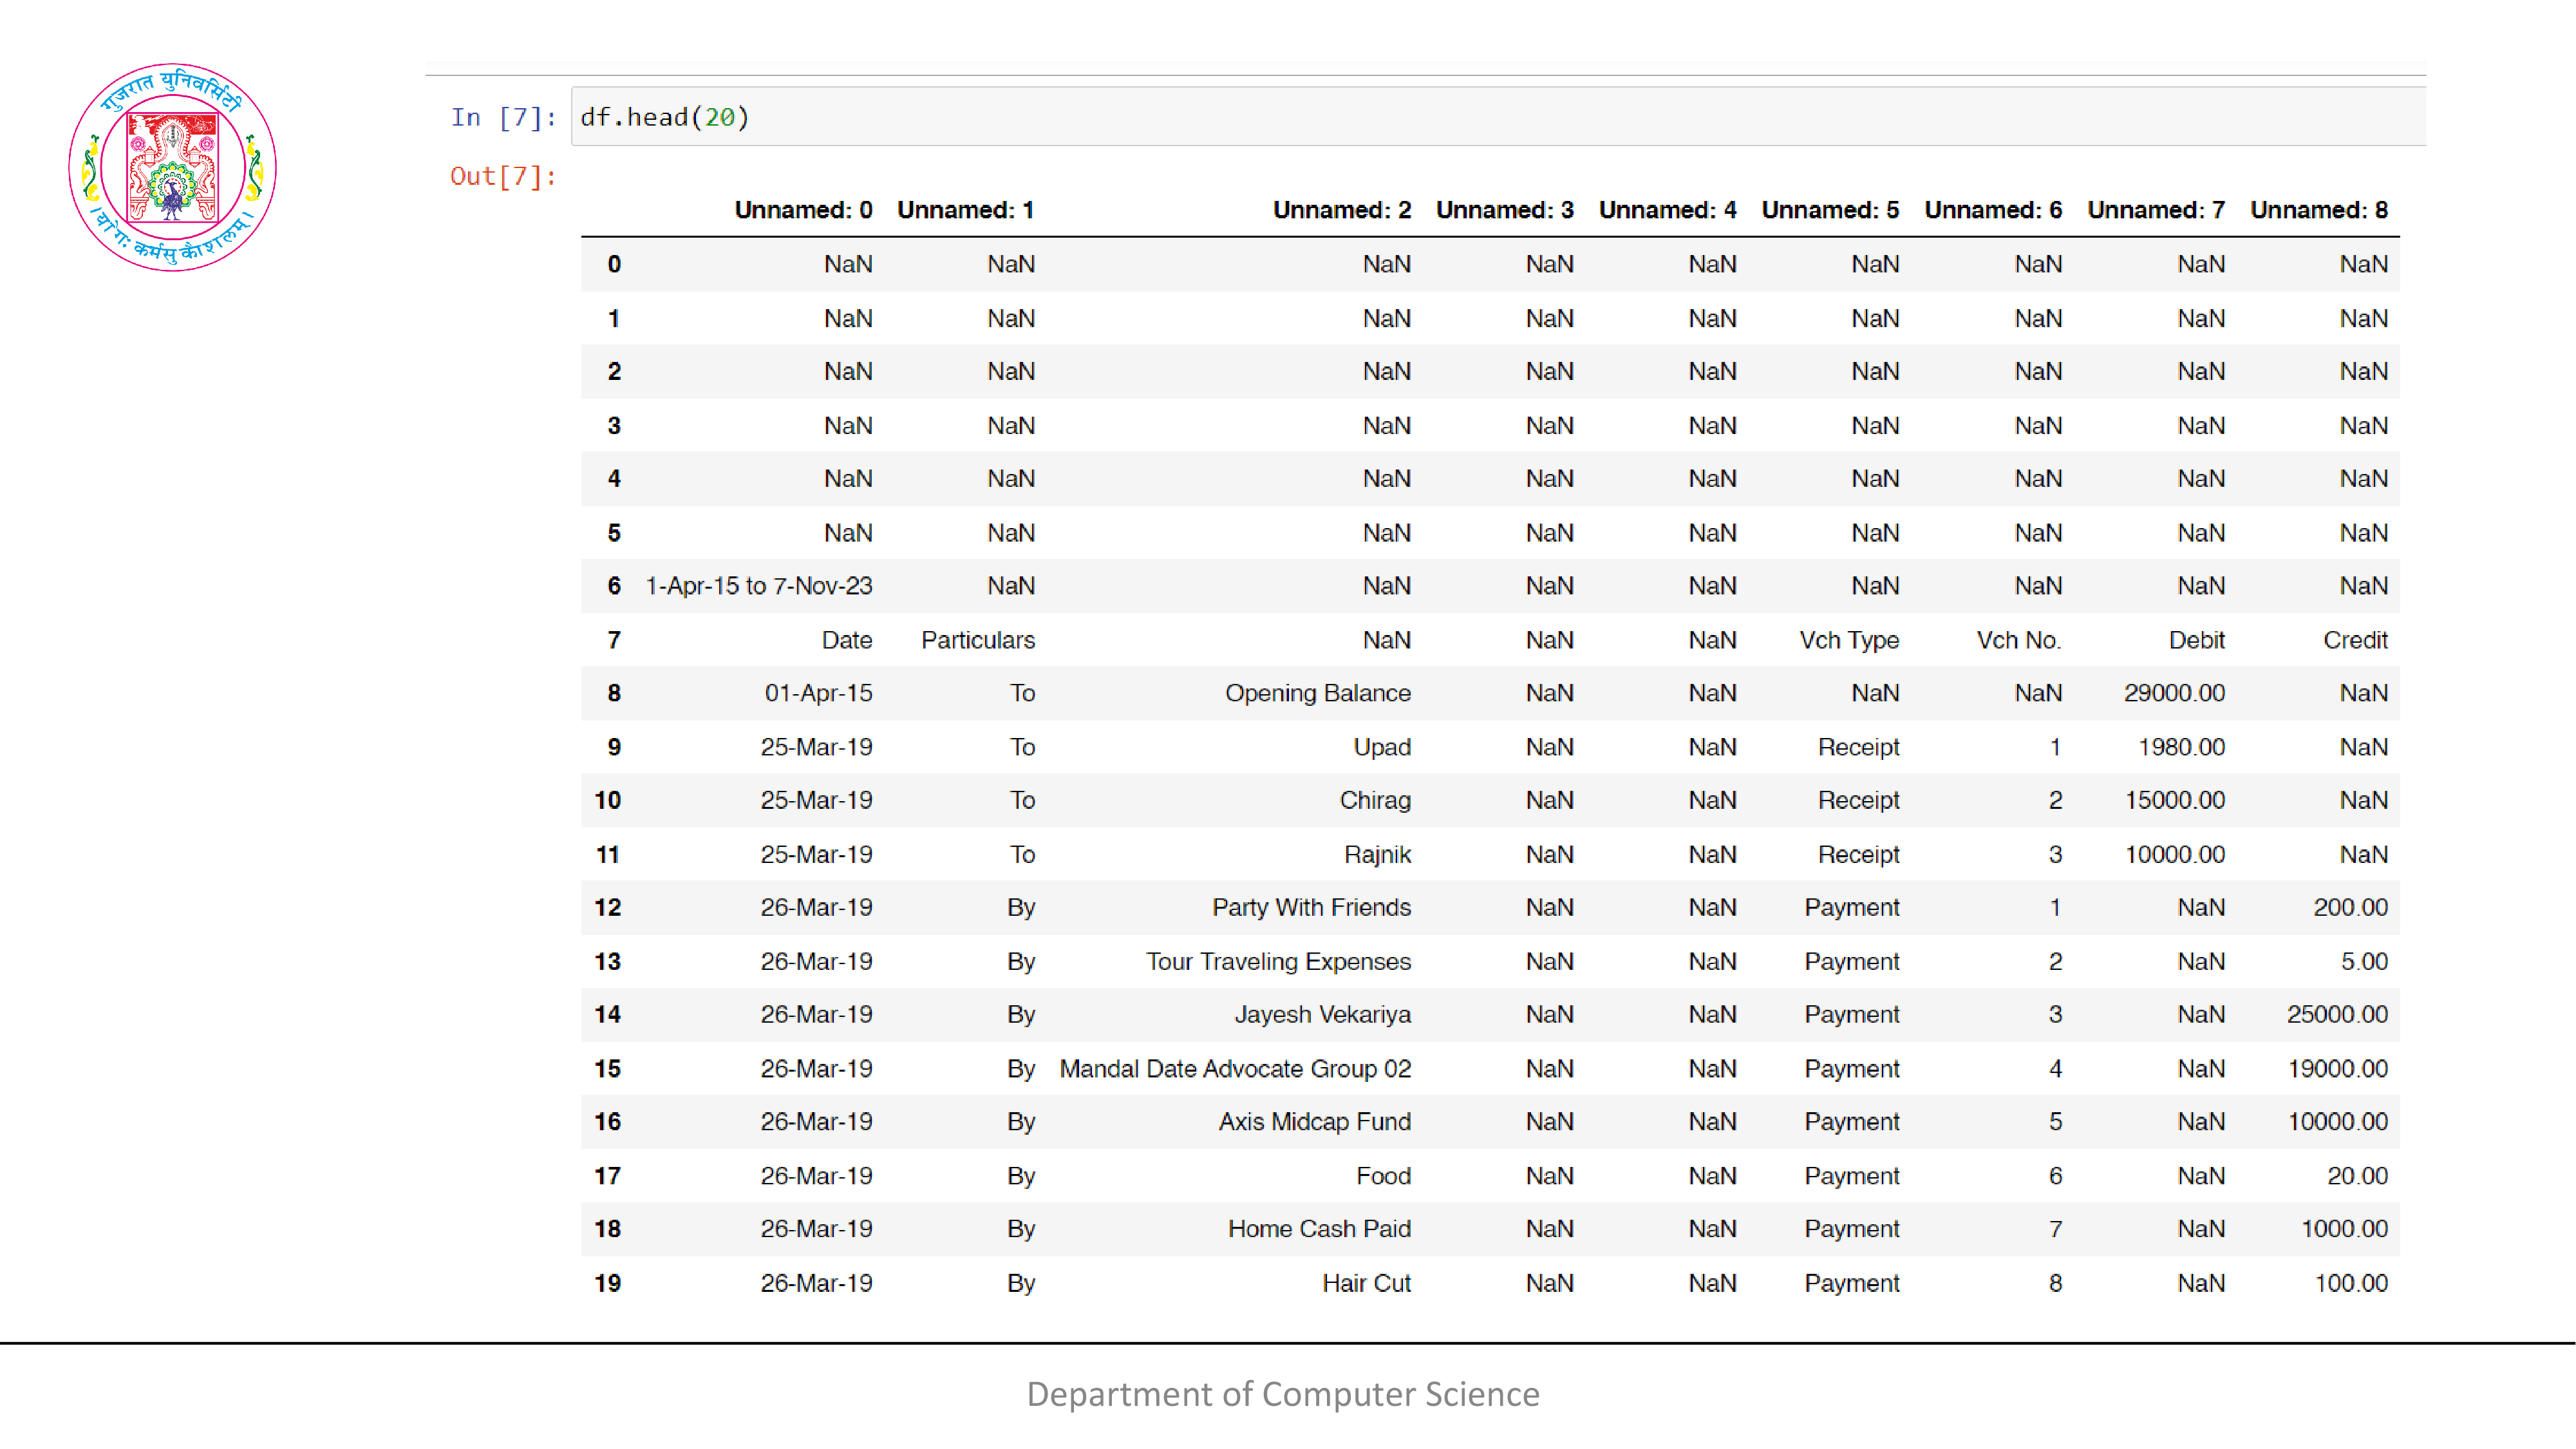 गुजरात युनिवर्सिटी
। योगः कर्मसु कौशलम् ।
In [7]: df.head(20)
Out[7]:
Unnamed: 0 Unnamed: 1 Unnamed: 2 Unnamed: 3 Unnamed: 4 Unnamed: 5 Unnamed: 6 Unnamed: 7 Unnamed: 8
0 NaN NaN NaN NaN NaN NaN NaN NaN NaN
1 NaN NaN NaN NaN NaN NaN NaN NaN NaN
2 NaN NaN NaN NaN NaN NaN NaN NaN NaN
3 NaN NaN NaN NaN NaN NaN NaN NaN NaN
4 NaN NaN NaN NaN NaN NaN NaN NaN NaN
5 NaN NaN NaN NaN NaN NaN NaN NaN NaN
6 1-Apr-15 to 7-Nov-23 NaN NaN NaN NaN NaN NaN NaN NaN
7 Date Particulars NaN NaN NaN Vch Type Vch No. Debit Credit
8 01-Apr-15 To Opening Balance NaN NaN NaN NaN 29000.00 NaN
9 25-Mar-19 To Upad NaN NaN Receipt 1 1980.00 NaN
10 25-Mar-19 To Chirag NaN NaN Receipt 2 15000.00 NaN
11 25-Mar-19 To Rajnik NaN NaN Receipt 3 10000.00 NaN
12 26-Mar-19 By Party With Friends NaN NaN Payment 1 NaN 200.00
13 26-Mar-19 By Tour Traveling Expenses NaN NaN Payment 2 NaN 5.00
14 26-Mar-19 By Jayesh Vekariya NaN NaN Payment 3 NaN 25000.00
15 26-Mar-19 By Mandal Date Advocate Group 02 NaN NaN Payment 4 NaN 19000.00
16 26-Mar-19 By Axis Midcap Fund NaN NaN Payment 5 NaN 10000.00
17 26-Mar-19 By Food NaN NaN Payment 6 NaN 20.00
18 26-Mar-19 By Home Cash Paid NaN NaN Payment 7 NaN 1000.00
19 26-Mar-19 By Hair Cut NaN NaN Payment 8 NaN 100.00
Department of Computer Science